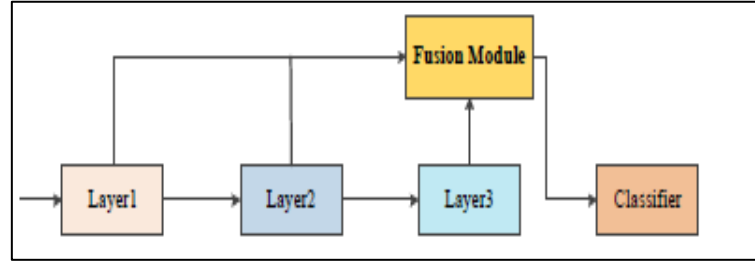 Fusion Module
Layer1
Layer2
Layer3
Classifier